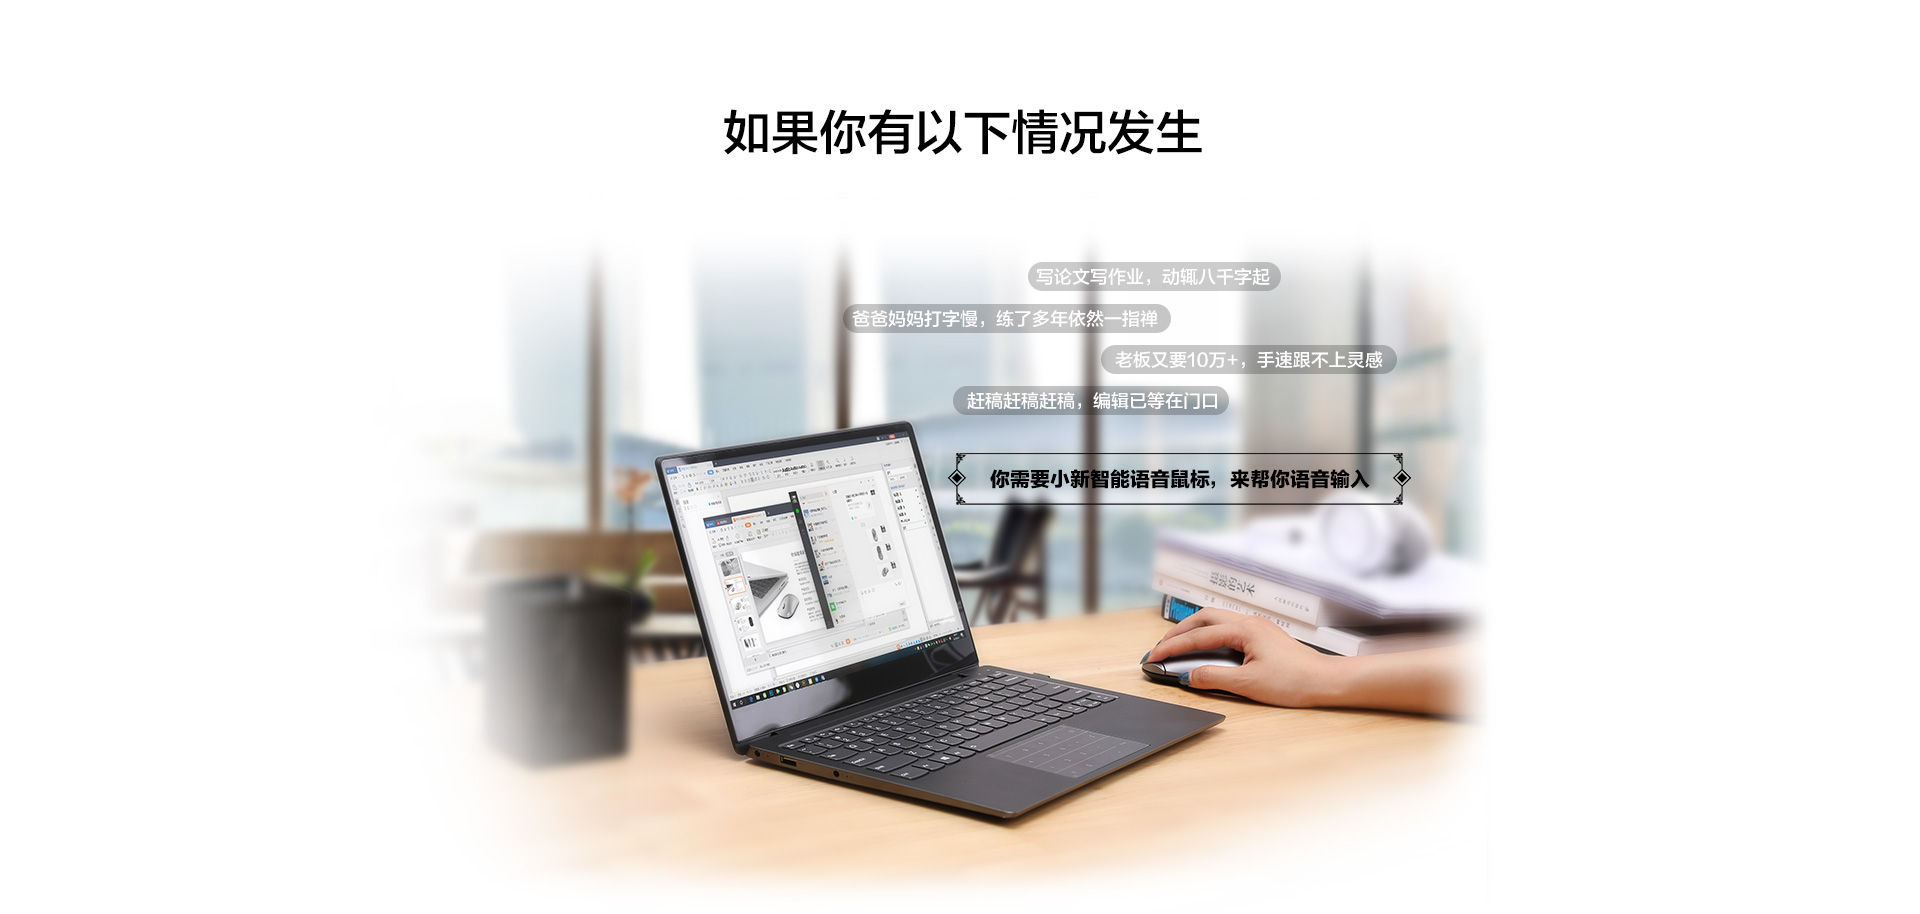 如果你有以下情况发生
写论文写作业，动辄八千字起
爸爸妈妈打字慢，练了多年依然一指禅
老板又要10万+，手速跟不上灵感
赶稿赶稿赶稿，编辑已等在门口
你需要小新智能语音鼠标，来帮你语音输入